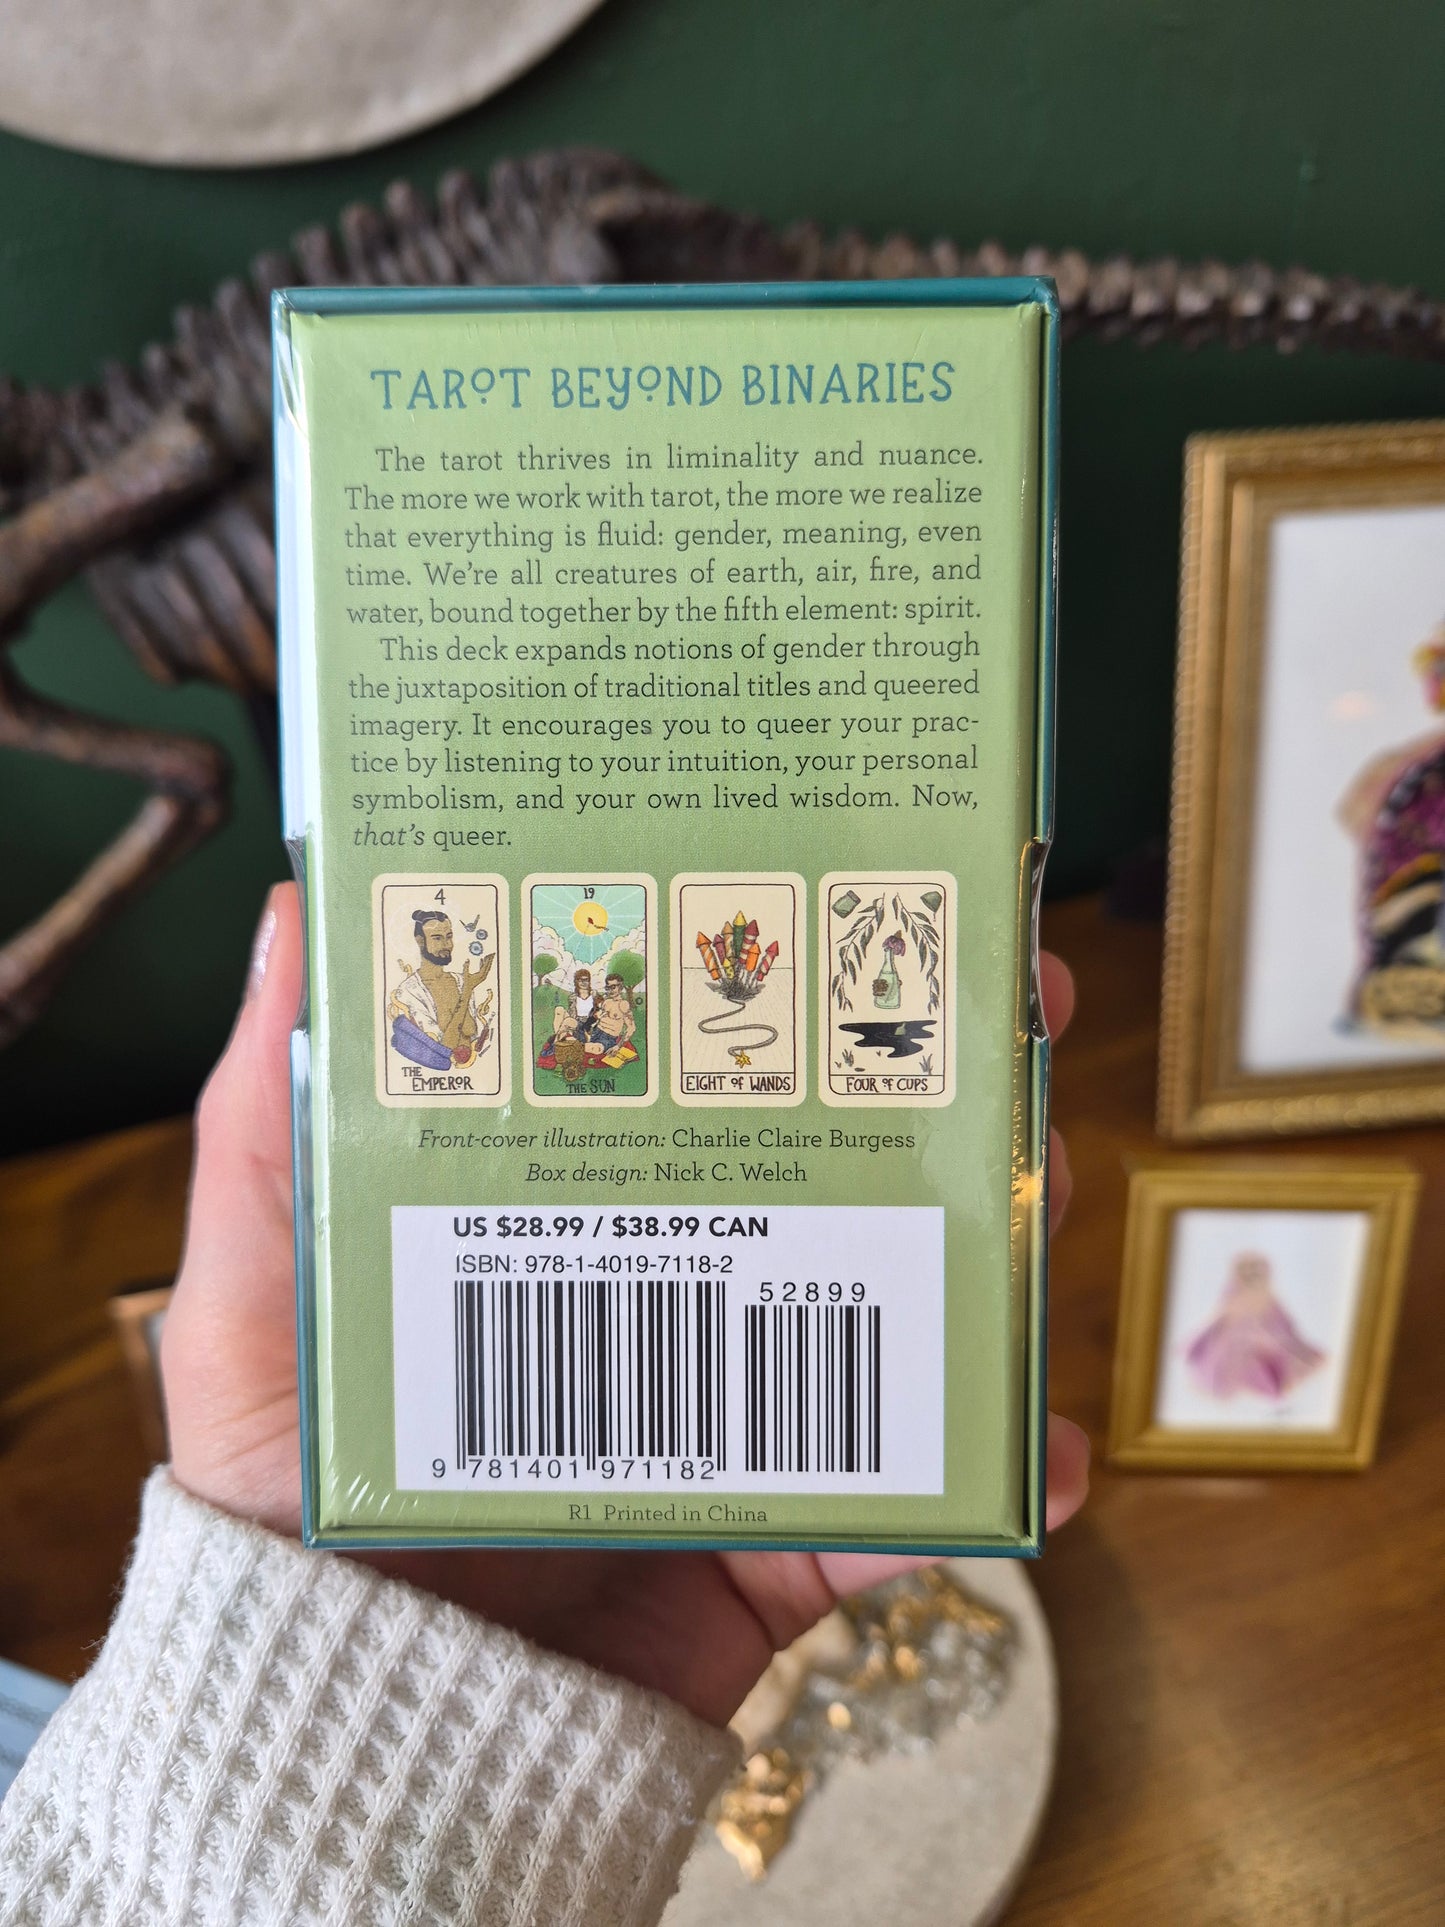 TAROT BEYOND BINARIES
The tarot thrives in liminality and nuance.
The more we work with tarot, the more we realize
that everything is fluid: gender, meaning, even
time. We're all creatures of earth, air, fire, and
water, bound together by the fifth element: spirit.
This deck expands notions of gender through
the juxtaposition of traditional titles and queered
imagery. It encourages you to queer your prac-
tice by listening to your intuition, your personal
symbolism, and your own lived wisdom. Now,
that's queer.
4
THE
EMPEROR
19
THE SUN
EIGHT OF WANDS
FOUR OF CUPS
Front-cover illustration: Charlie Claire Burgess
Box design: Nick C. Welch
US $28.99 / $38.99 CAN
ISBN: 978-1-4019-7118-2
52899
9 781401 971182
R1 Printed in China